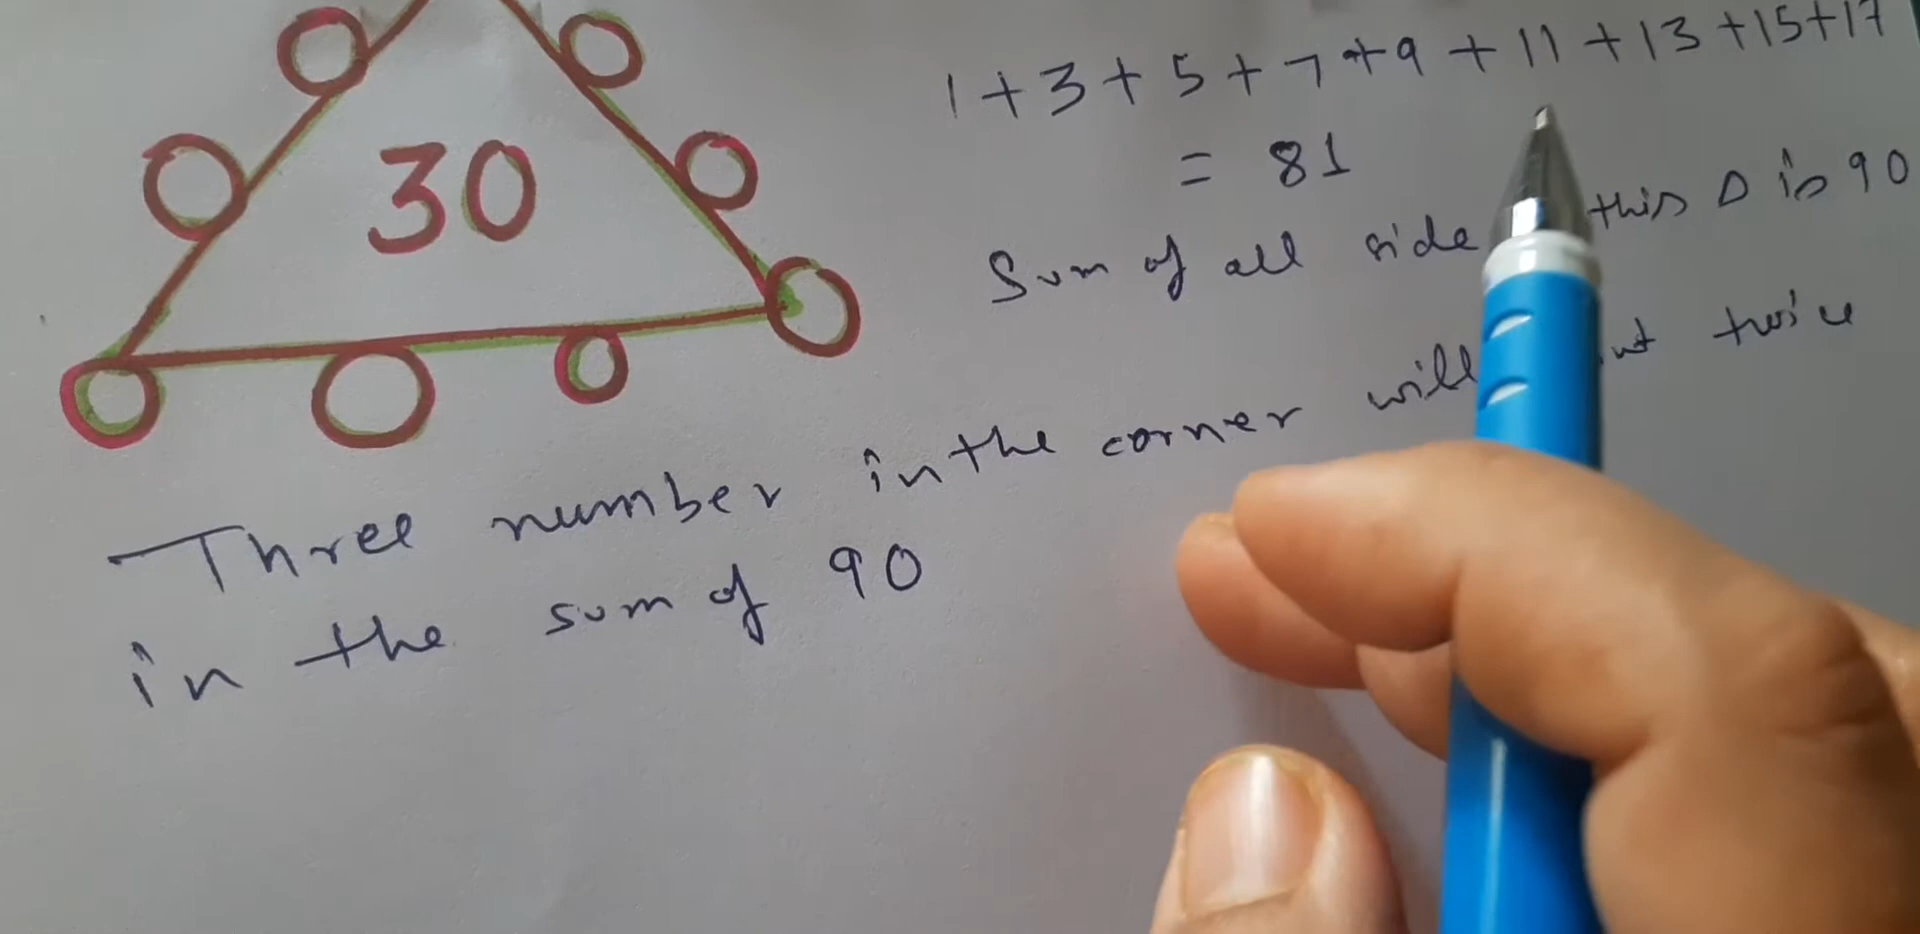 1+3+5+7+9+11+13+15+17
= 81
30
Sum of all side this Δ is 90
Three number in the corner will twice
in the sum of 90